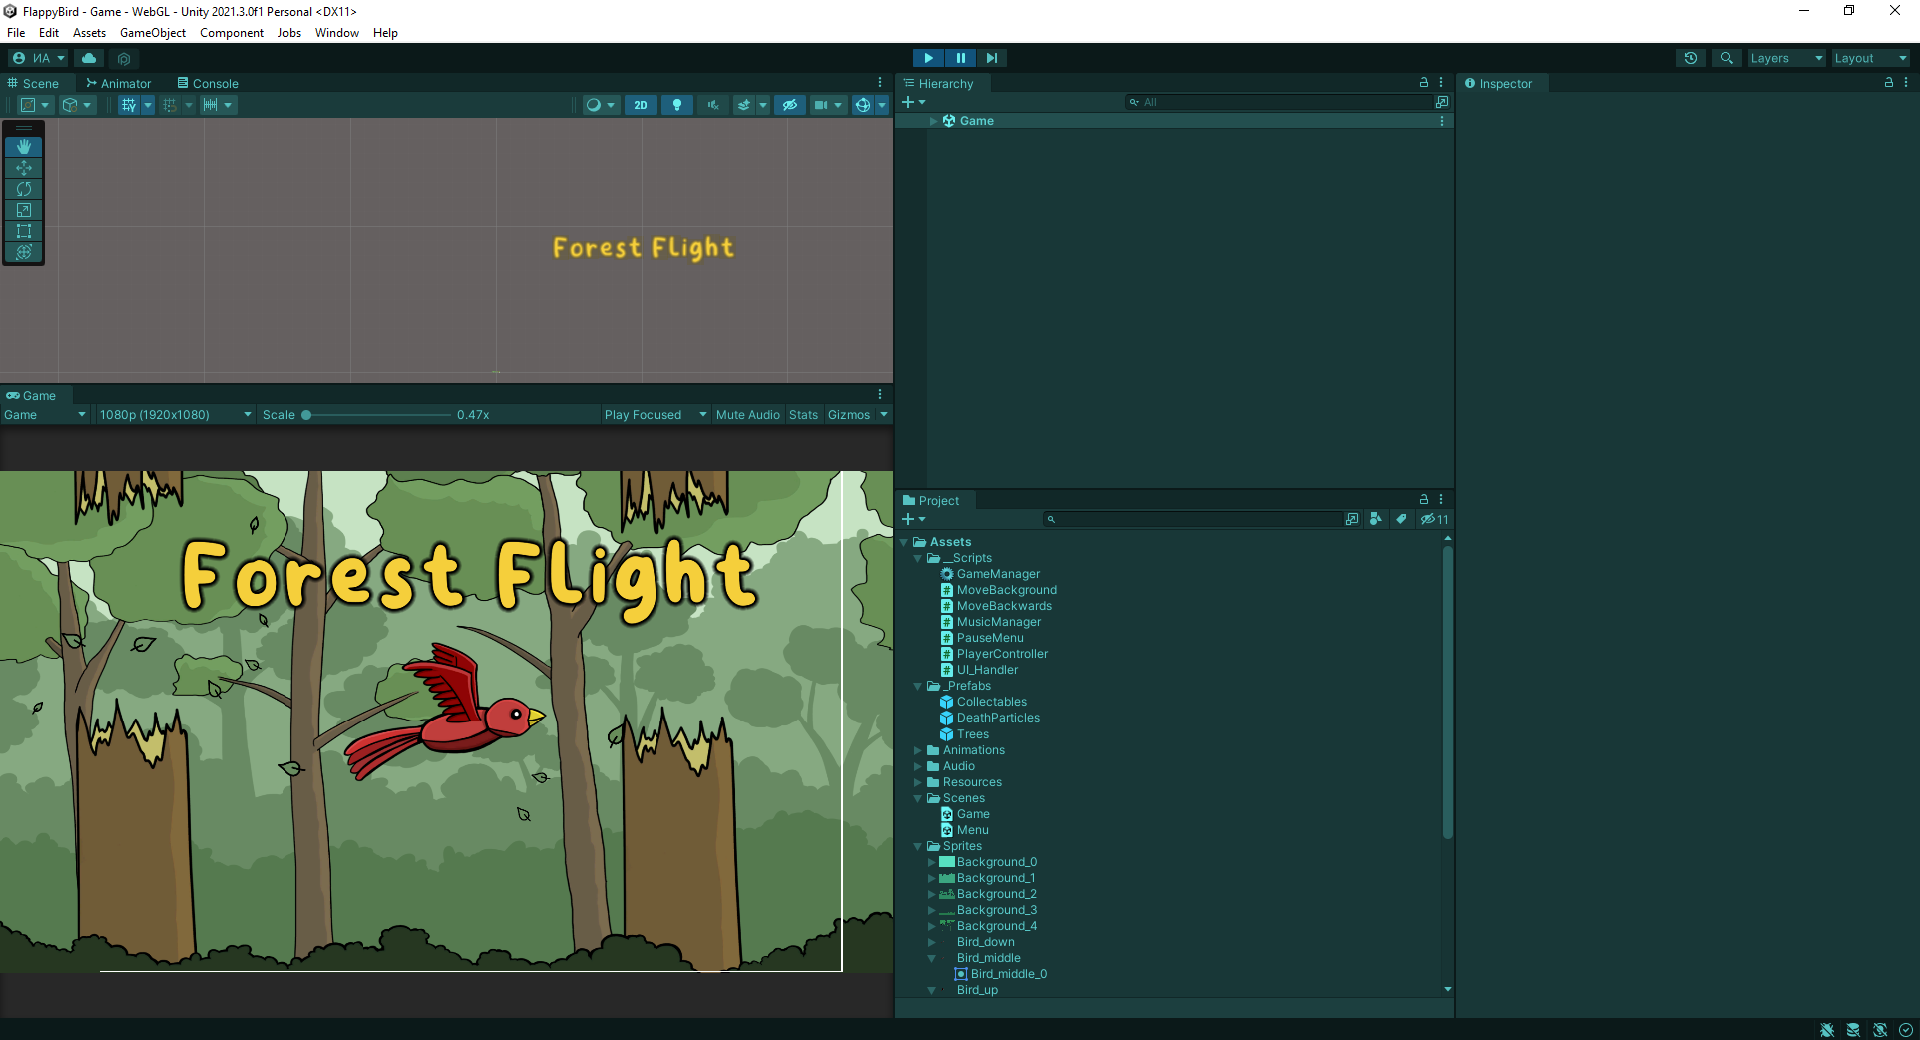 FlappyBird - Game - WebGL - Unity 2021.3.0f1 Personal <DX11>
File Edit Assets GameObject Component Jobs Window Help
ИА Layers Layout
Scene Animator Console
2D
Forest Flight
Game
Game 1080p (1920x1080) Scale 0.47x Play Focused Mute Audio Stats Gizmos
Forest Flight
Hierarchy
All
Game
Project
11
Assets
__Scripts
GameManager
MoveBackground
MoveBackwards
MusicManager
PauseMenu
PlayerController
UI_Handler
_Prefabs
Collectables
DeathParticles
Trees
Animations
Audio
Resources
Scenes
Game
Menu
Sprites
Background_0
Background_1
Background_2
Background_3
Background_4
Bird_down
Bird_middle
Bird_middle_0
Bird_up
Inspector